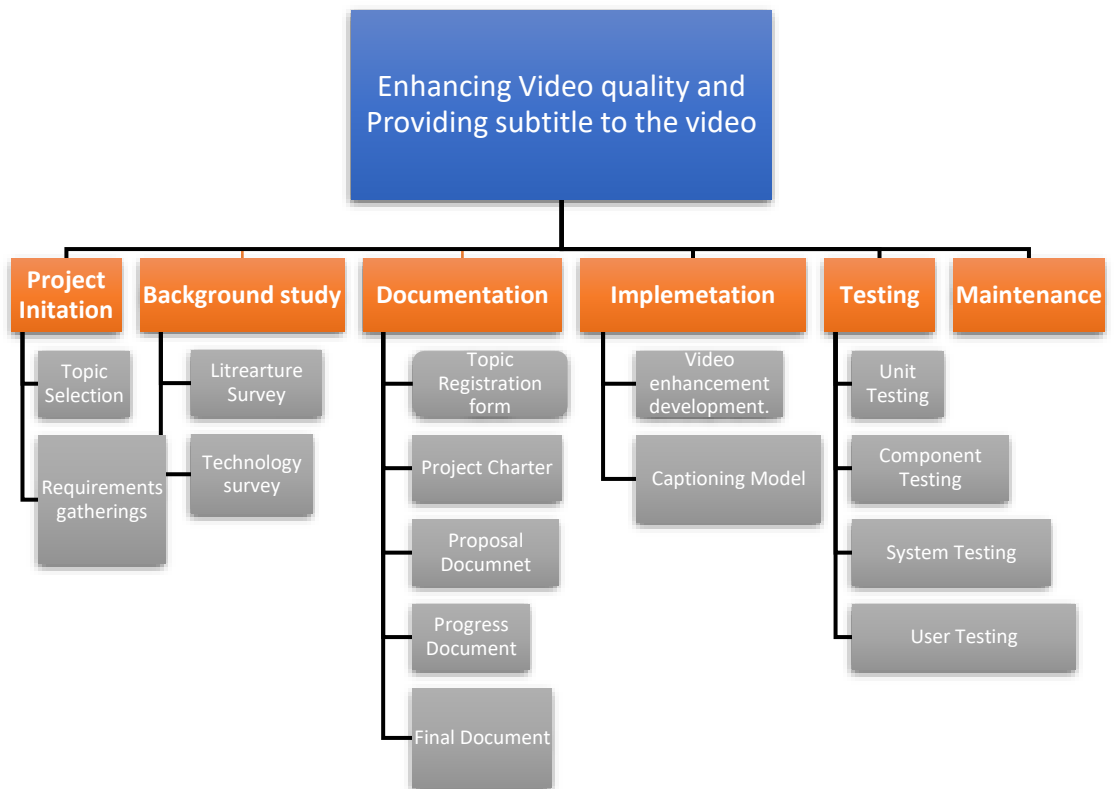 Enhancing Video quality and
Providing subtitle to the video
Project
Initation
Background study
Documentation
Implemetation
Testing
Maintenance
Topic
Selection
Requirements
gatherings
Litrearture
Survey
Technology
survey
Topic
Registration
form
Project Charter
Proposal
Documnet
Progress
Document
Final Document
Video
enhancement
development.
Captioning Model
Unit
Testing
Component
Testing
System Testing
User Testing